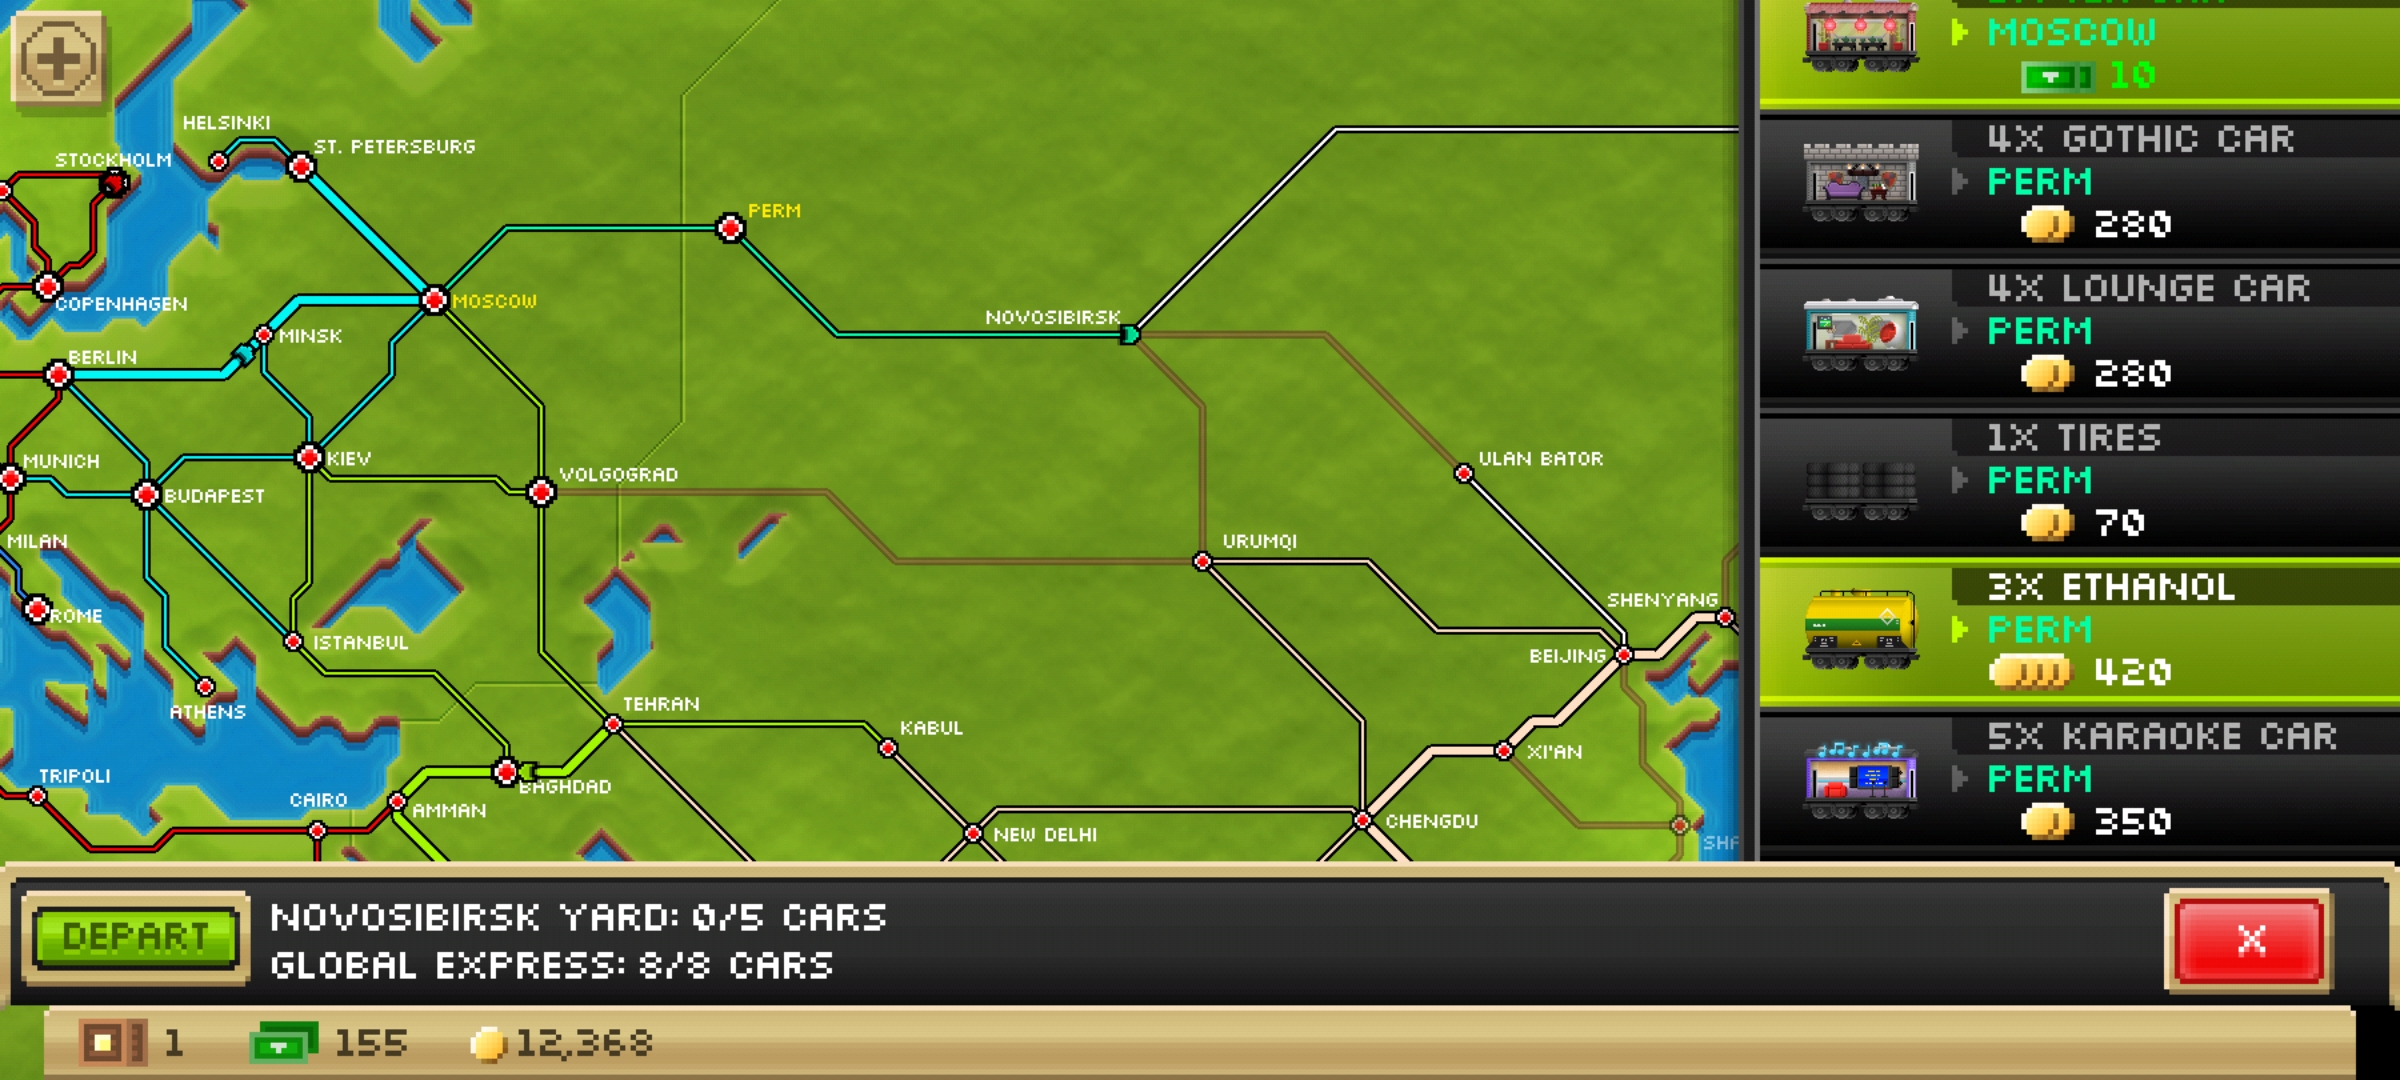 HELSINKI
ST. PETERSBURG
STOCKHOLM
PERM
COPENHAGEN
MOSCOW
NOVOSIBIRSK
MINSK
BERLIN
MUNICH
KIEV
ULAN BATOR
VOLGOGRAD
BUDAPEST
MILAN
URUMQI
SHENYANG
ROME
ISTANBUL
BEIJING
ATHENS
TEHRAN
KABUL
XI'AN
TRIPOLI
BAGHDAD
CAIRO
AMMAN
NEW DELHI
CHENGDU
MOSCOW
10
4X GOTHIC CAR
PERM
280
4X LOUNGE CAR
PERM
280
1X TIRES
PERM
70
3X ETHANOL
PERM
420
5X KARAOKE CAR
PERM
350
DEPART
NOVOSIBIRSK YARD: 0/5 CARS
GLOBAL EXPRESS: 8/8 CARS
X
1
155
12,368